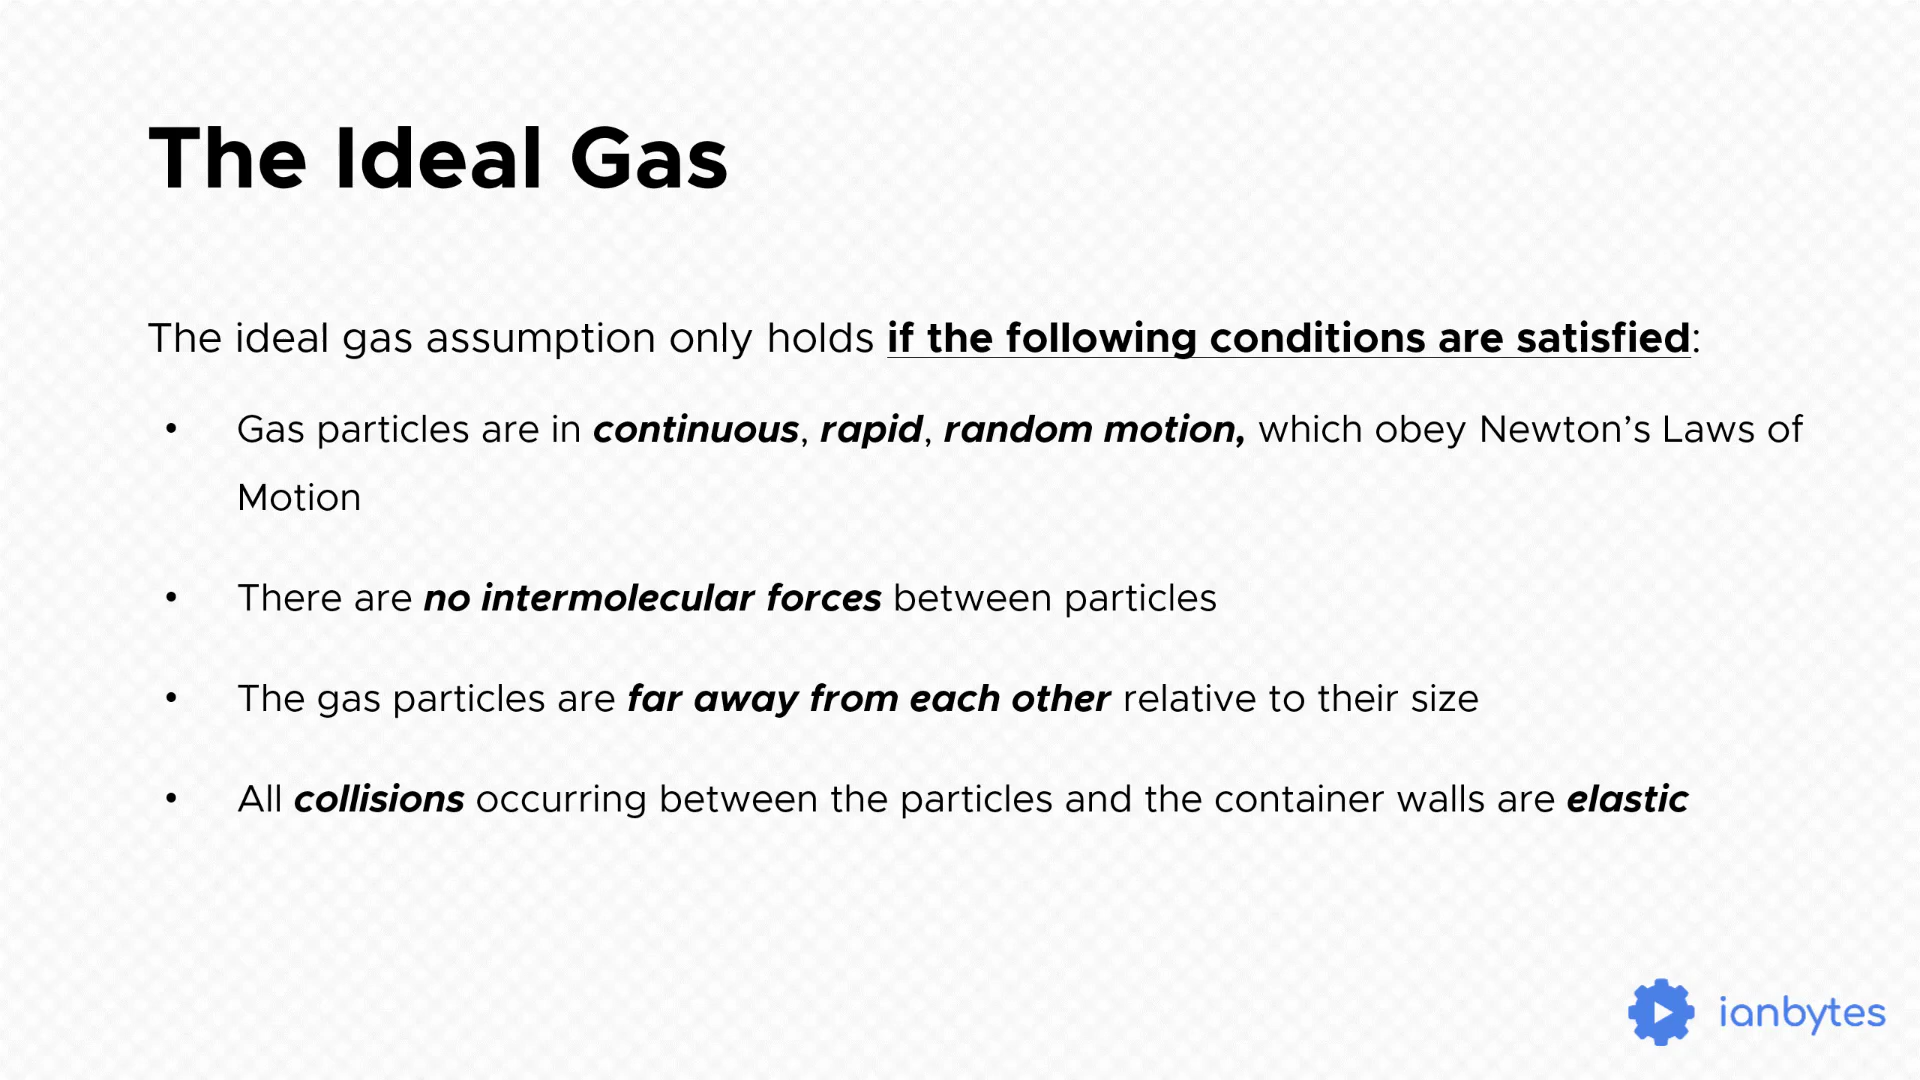 The Ideal Gas
The ideal gas assumption only holds if the following conditions are satisfied:
• Gas particles are in continuous, rapid, random motion, which obey Newton’s Laws of
Motion
• There are no intermolecular forces between particles
• The gas particles are far away from each other relative to their size
• All collisions occurring between the particles and the container walls are elastic
ianbytes